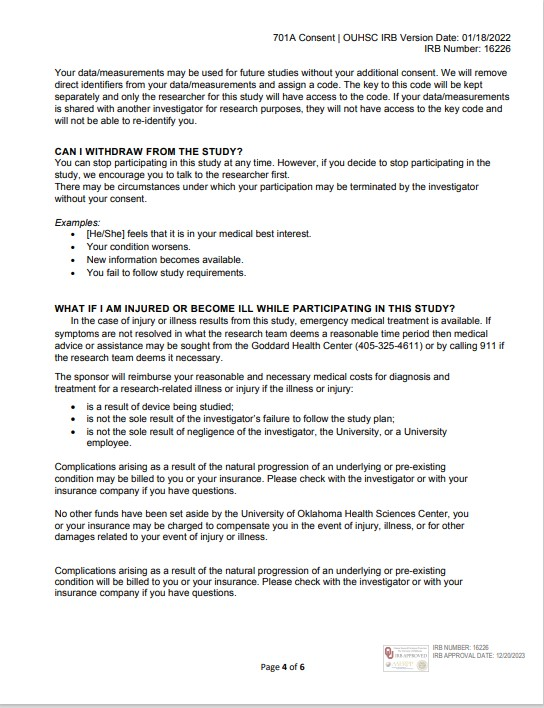 701A Consent | OUHSC IRB Version Date: 01/18/2022
IRB Number: 16226
Your data/measurements may be used for future studies without your additional consent. We will remove
direct identifiers from your data/measurements and assign a code. The key to this code will be kept
separately and only the researcher for this study will have access to the code. If your data/measurements
is shared with another investigator for research purposes, they will not have access to the key code and
will not be able to re-identify you.
CAN I WITHDRAW FROM THE STUDY?
You can stop participating in this study at any time. However, if you decide to stop participating in the
study, we encourage you to talk to the researcher first.
There may be circumstances under which your participation may be terminated by the investigator
without your consent.
Examples:
• [He/She] feels that it is in your medical best interest.
• Your condition worsens.
• New information becomes available.
• You fail to follow study requirements.
WHAT IF I AM INJURED OR BECOME ILL WHILE PARTICIPATING IN THIS STUDY?
In the case of injury or illness results from this study, emergency medical treatment is available. If
symptoms are not resolved in what the research team deems a reasonable time period then medical
advice or assistance may be sought from the Goddard Health Center (405-325-4611) or by calling 911 if
the research team deems it necessary.
The sponsor will reimburse your reasonable and necessary medical costs for diagnosis and
treatment for a research-related illness or injury if the illness or injury:
• is a result of device being studied;
• is not the sole result of the investigator's failure to follow the study plan;
• is not the sole result of negligence of the investigator, the University, or a University
employee.
Complications arising as a result of the natural progression of an underlying or pre-existing
condition may be billed to you or your insurance. Please check with the investigator or with your
insurance company if you have questions.
No other funds have been set aside by the University of Oklahoma Health Sciences Center, you
or your insurance may be charged to compensate you in the event of injury, illness, or for other
damages related to your event of injury or illness.
Complications arising as a result of the natural progression of an underlying or pre-existing
condition will be billed to you or your insurance. Please check with the investigator or with your
insurance company if you have questions.
IRB APPROVED
IRB NUMBER: 16226
IRB APPROVAL DATE: 12/20/2023
Page 4 of 6